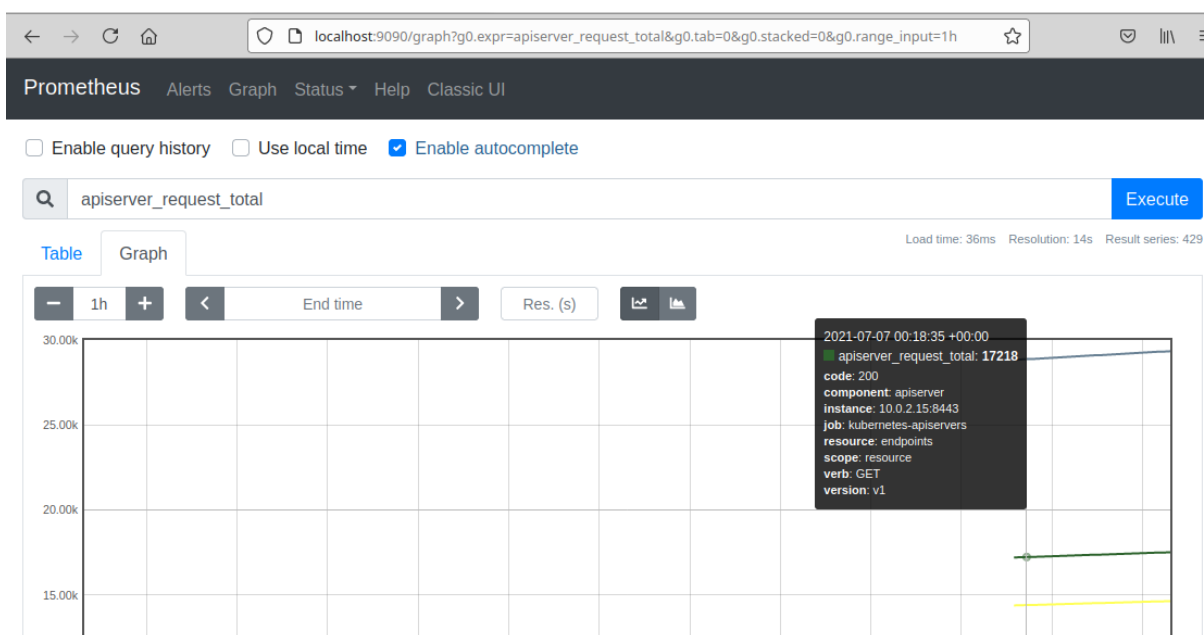 localhost:9090/graph?g0.expr=apiserver_request_total&g0.tab=0&g0.stacked=0&g0.range_input=1h
Prometheus Alerts Graph Status Help Classic UI
Enable query history Use local time Enable autocomplete
apiserver_request_total Execute
Load time: 36ms Resolution: 14s Result series: 429
Table Graph
− 1h + End time Res. (s)
30.00k
25.00k
20.00k
15.00k
2021-07-07 00:18:35 +00:00
apiserver_request_total: 17218
code: 200
component: apiserver
instance: 10.0.2.15:8443
job: kubernetes-apiservers
resource: endpoints
scope: resource
verb: GET
version: v1